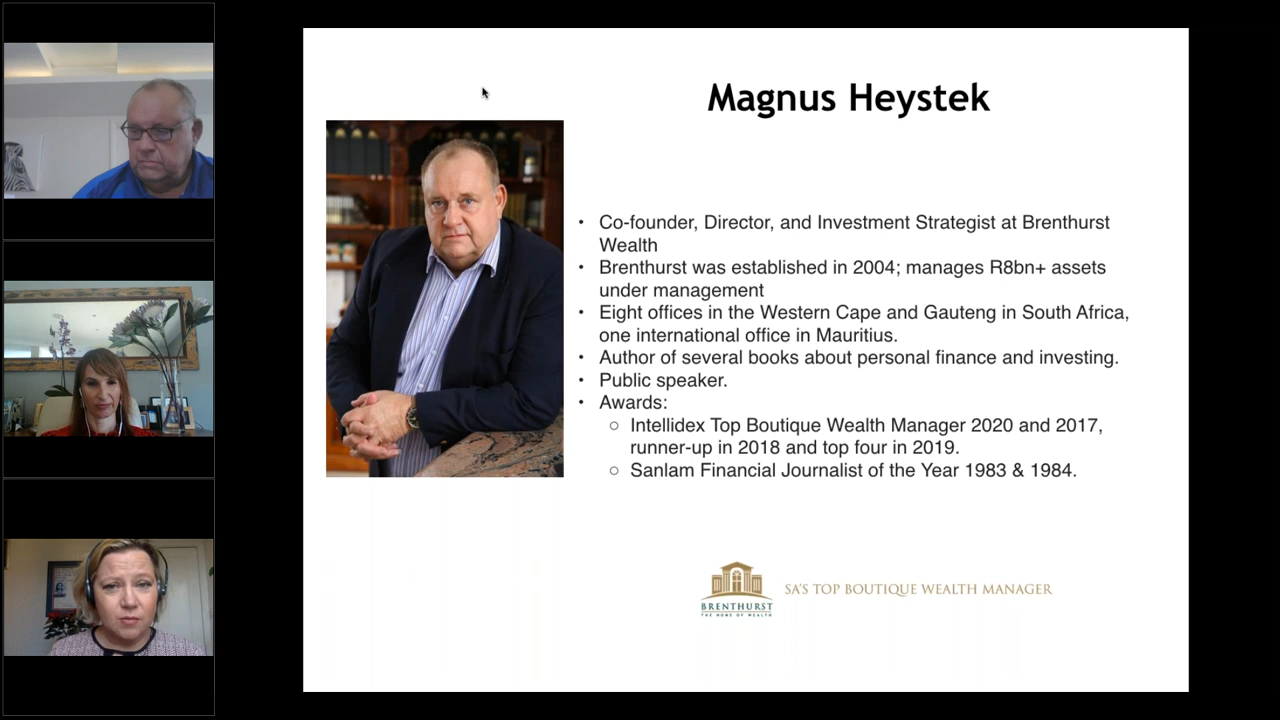 Magnus Heystek
• Co-founder, Director, and Investment Strategist at Brenthurst
Wealth
• Brenthurst was established in 2004; manages R8bn+ assets
under management
• Eight offices in the Western Cape and Gauteng in South Africa,
one international office in Mauritius.
• Author of several books about personal finance and investing.
• Public speaker.
• Awards:
○ Intellidex Top Boutique Wealth Manager 2020 and 2017,
runner-up in 2018 and top four in 2019.
○ Sanlam Financial Journalist of the Year 1983 & 1984.
SA'S TOP BOUTIQUE WEALTH MANAGER
BRENTHURST
THE HOME OF WEALTH